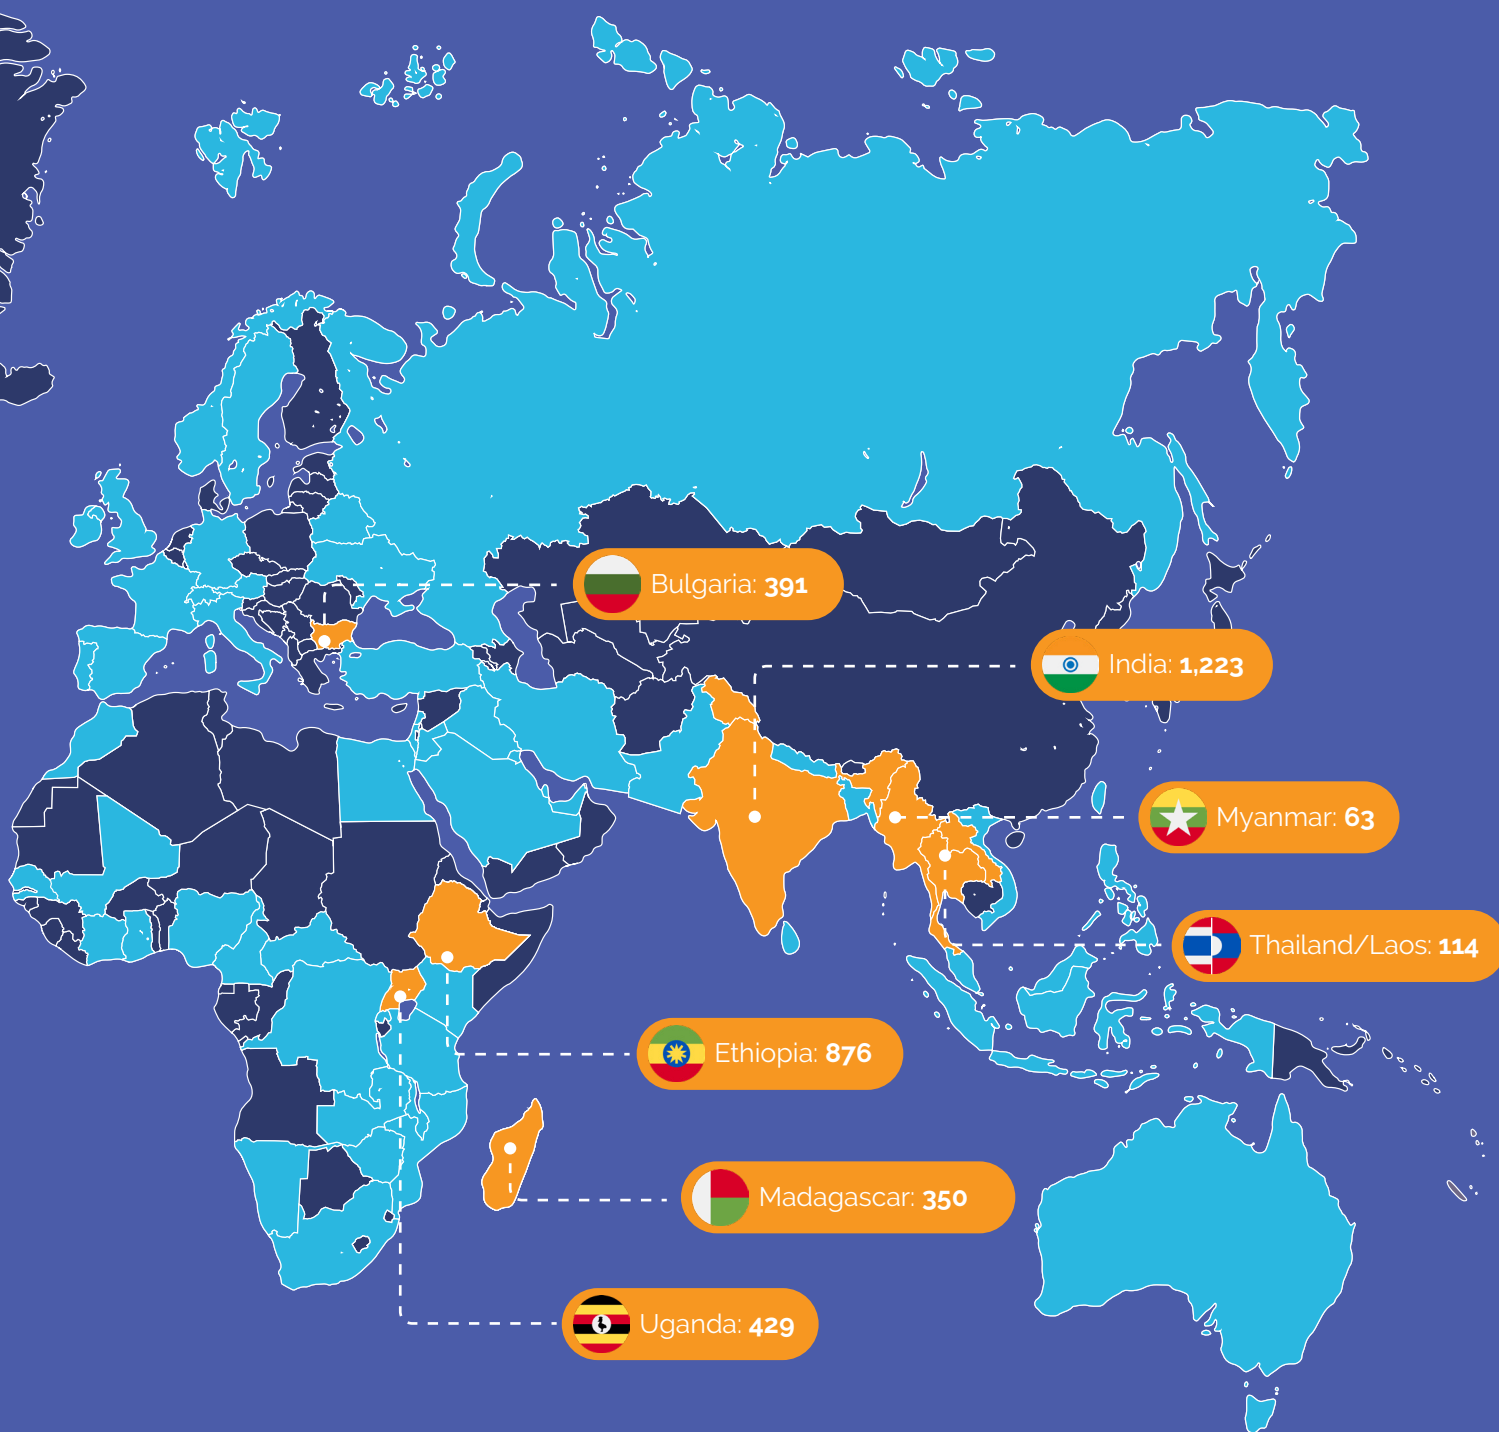 Bulgaria: 391
India: 1,223
Myanmar: 63
Thailand/Laos: 114
Ethiopia: 876
Madagascar: 350
Uganda: 429